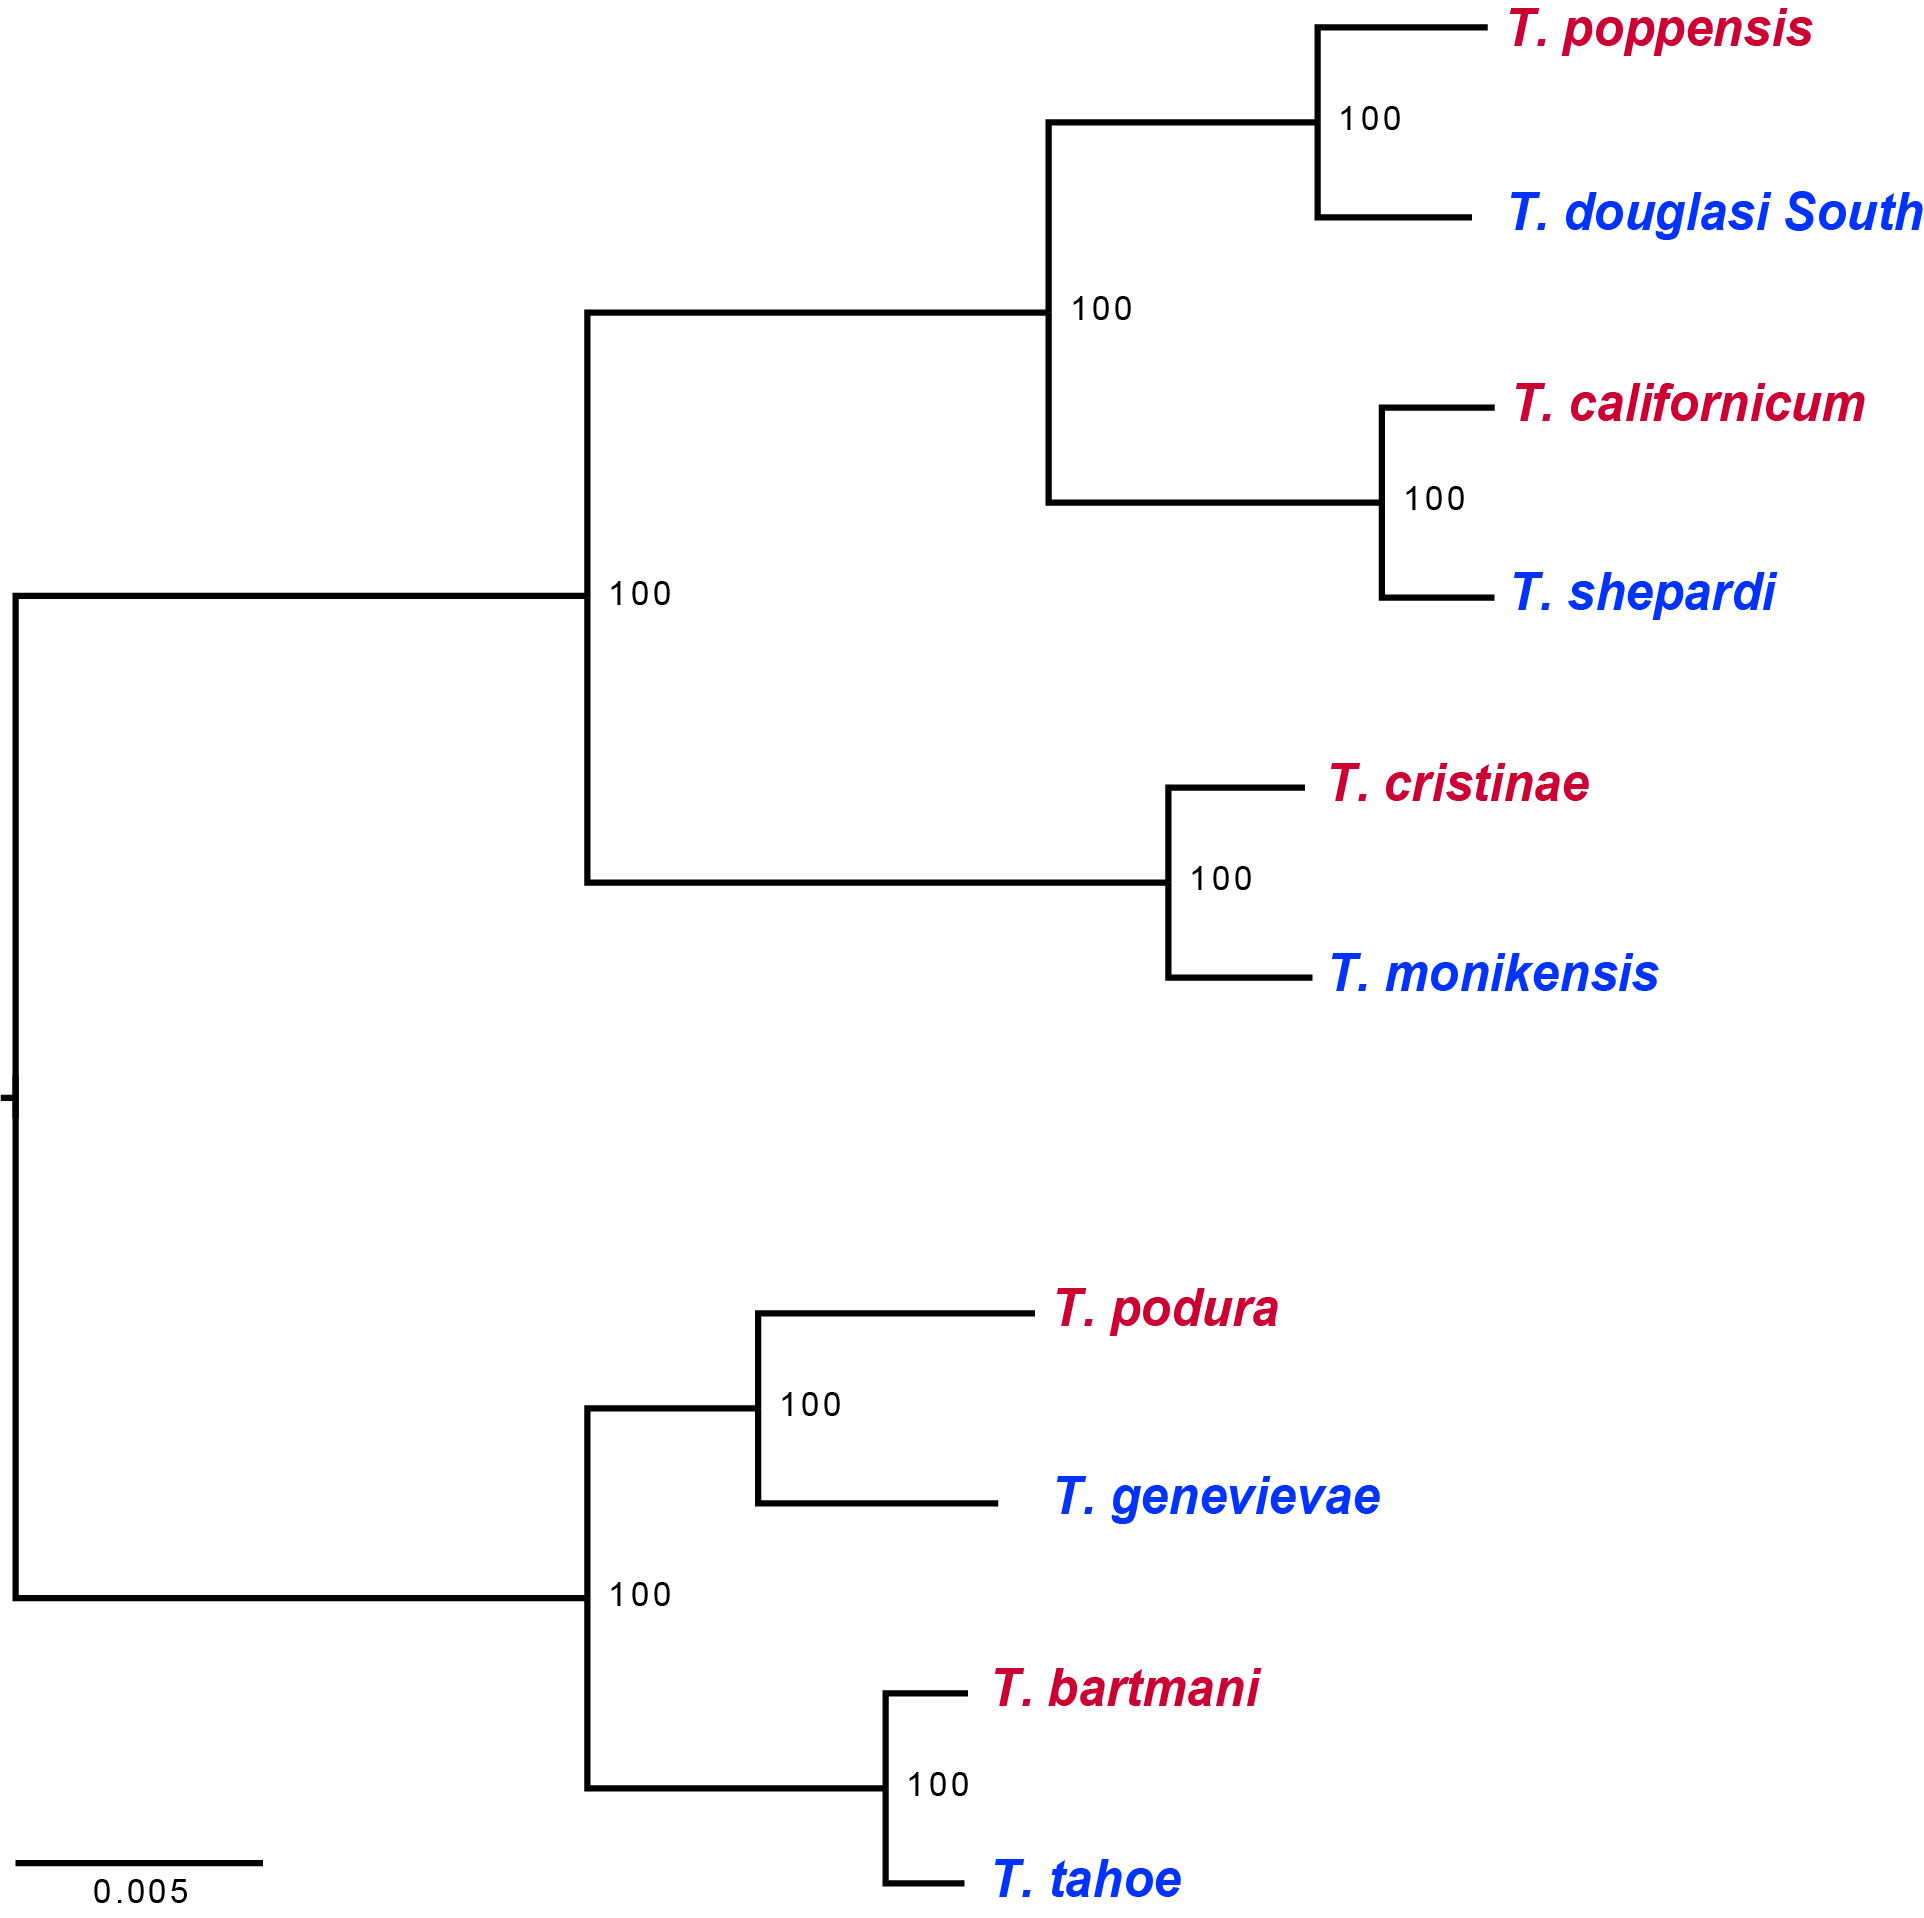 T. poppensis
100
T. douglasi South
100
T. californicum
100
T. shepardi
100
T. cristinae
100
T. monikensis
T. podura
100
T. genevievae
100
T. bartmani
100
T. tahoe
0.005